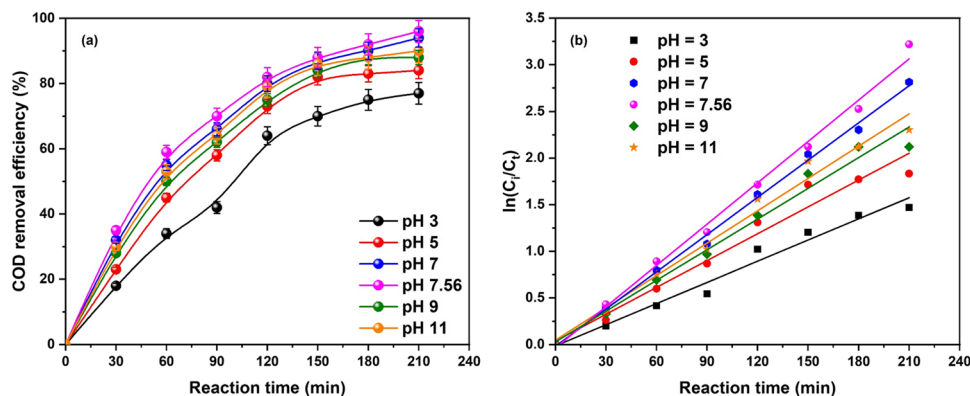 (a)
COD removal efficiency (%)
100
80
60
40
20
0
pH 3
pH 5
pH 7
pH 7.56
pH 9
pH 11
0 30 60 90 120 150 180 210 240
Reaction time (min)
(b)
ln(Ci/Ct)
3.5
3.0
2.5
2.0
1.5
1.0
0.5
0.0
pH = 3
pH = 5
pH = 7
pH = 7.56
pH = 9
pH = 11
0 30 60 90 120 150 180 210 240
Reaction time (min)